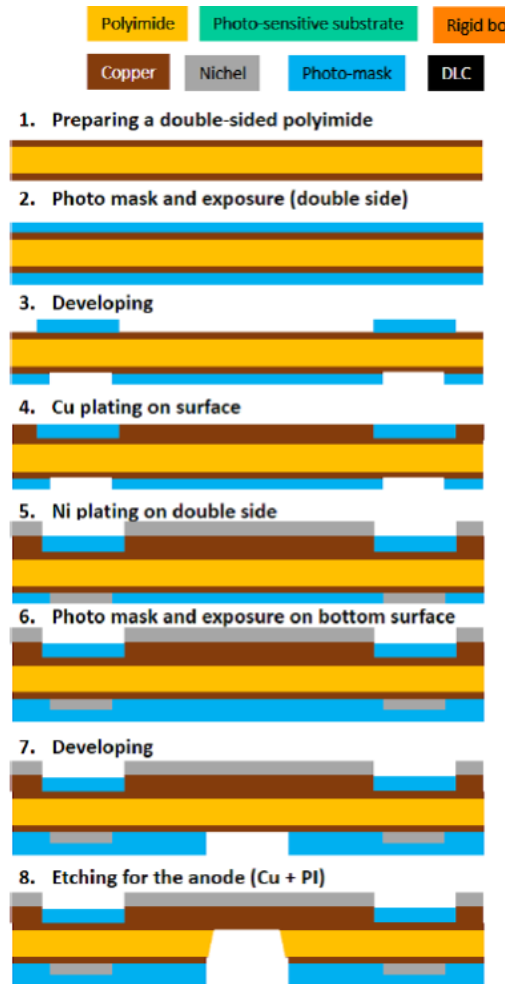 Polyimide Photo-sensitive substrate Rigid bo
Copper Nichel Photo-mask DLC
1. Preparing a double-sided polyimide
2. Photo mask and exposure (double side)
3. Developing
4. Cu plating on surface
5. Ni plating on double side
6. Photo mask and exposure on bottom surface
7. Developing
8. Etching for the anode (Cu + PI)